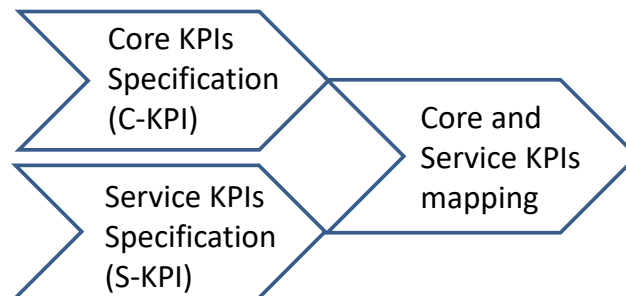 Core KPIs
Specification
(C-KPI)
Core and
Service KPIs
mapping
Service KPIs
Specification
(S-KPI)